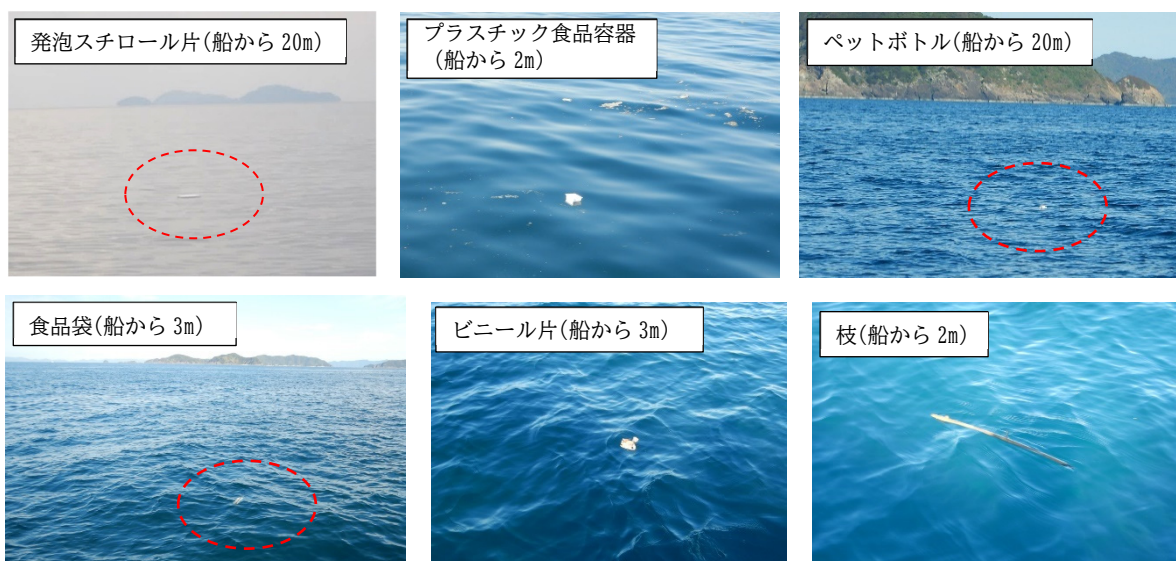 発泡スチロール片(船から 20m)
プラスチック食品容器
(船から 2m)
ペットボトル(船から 20m)
食品袋(船から 3m)
ビニール片(船から 3m)
枝(船から 2m)